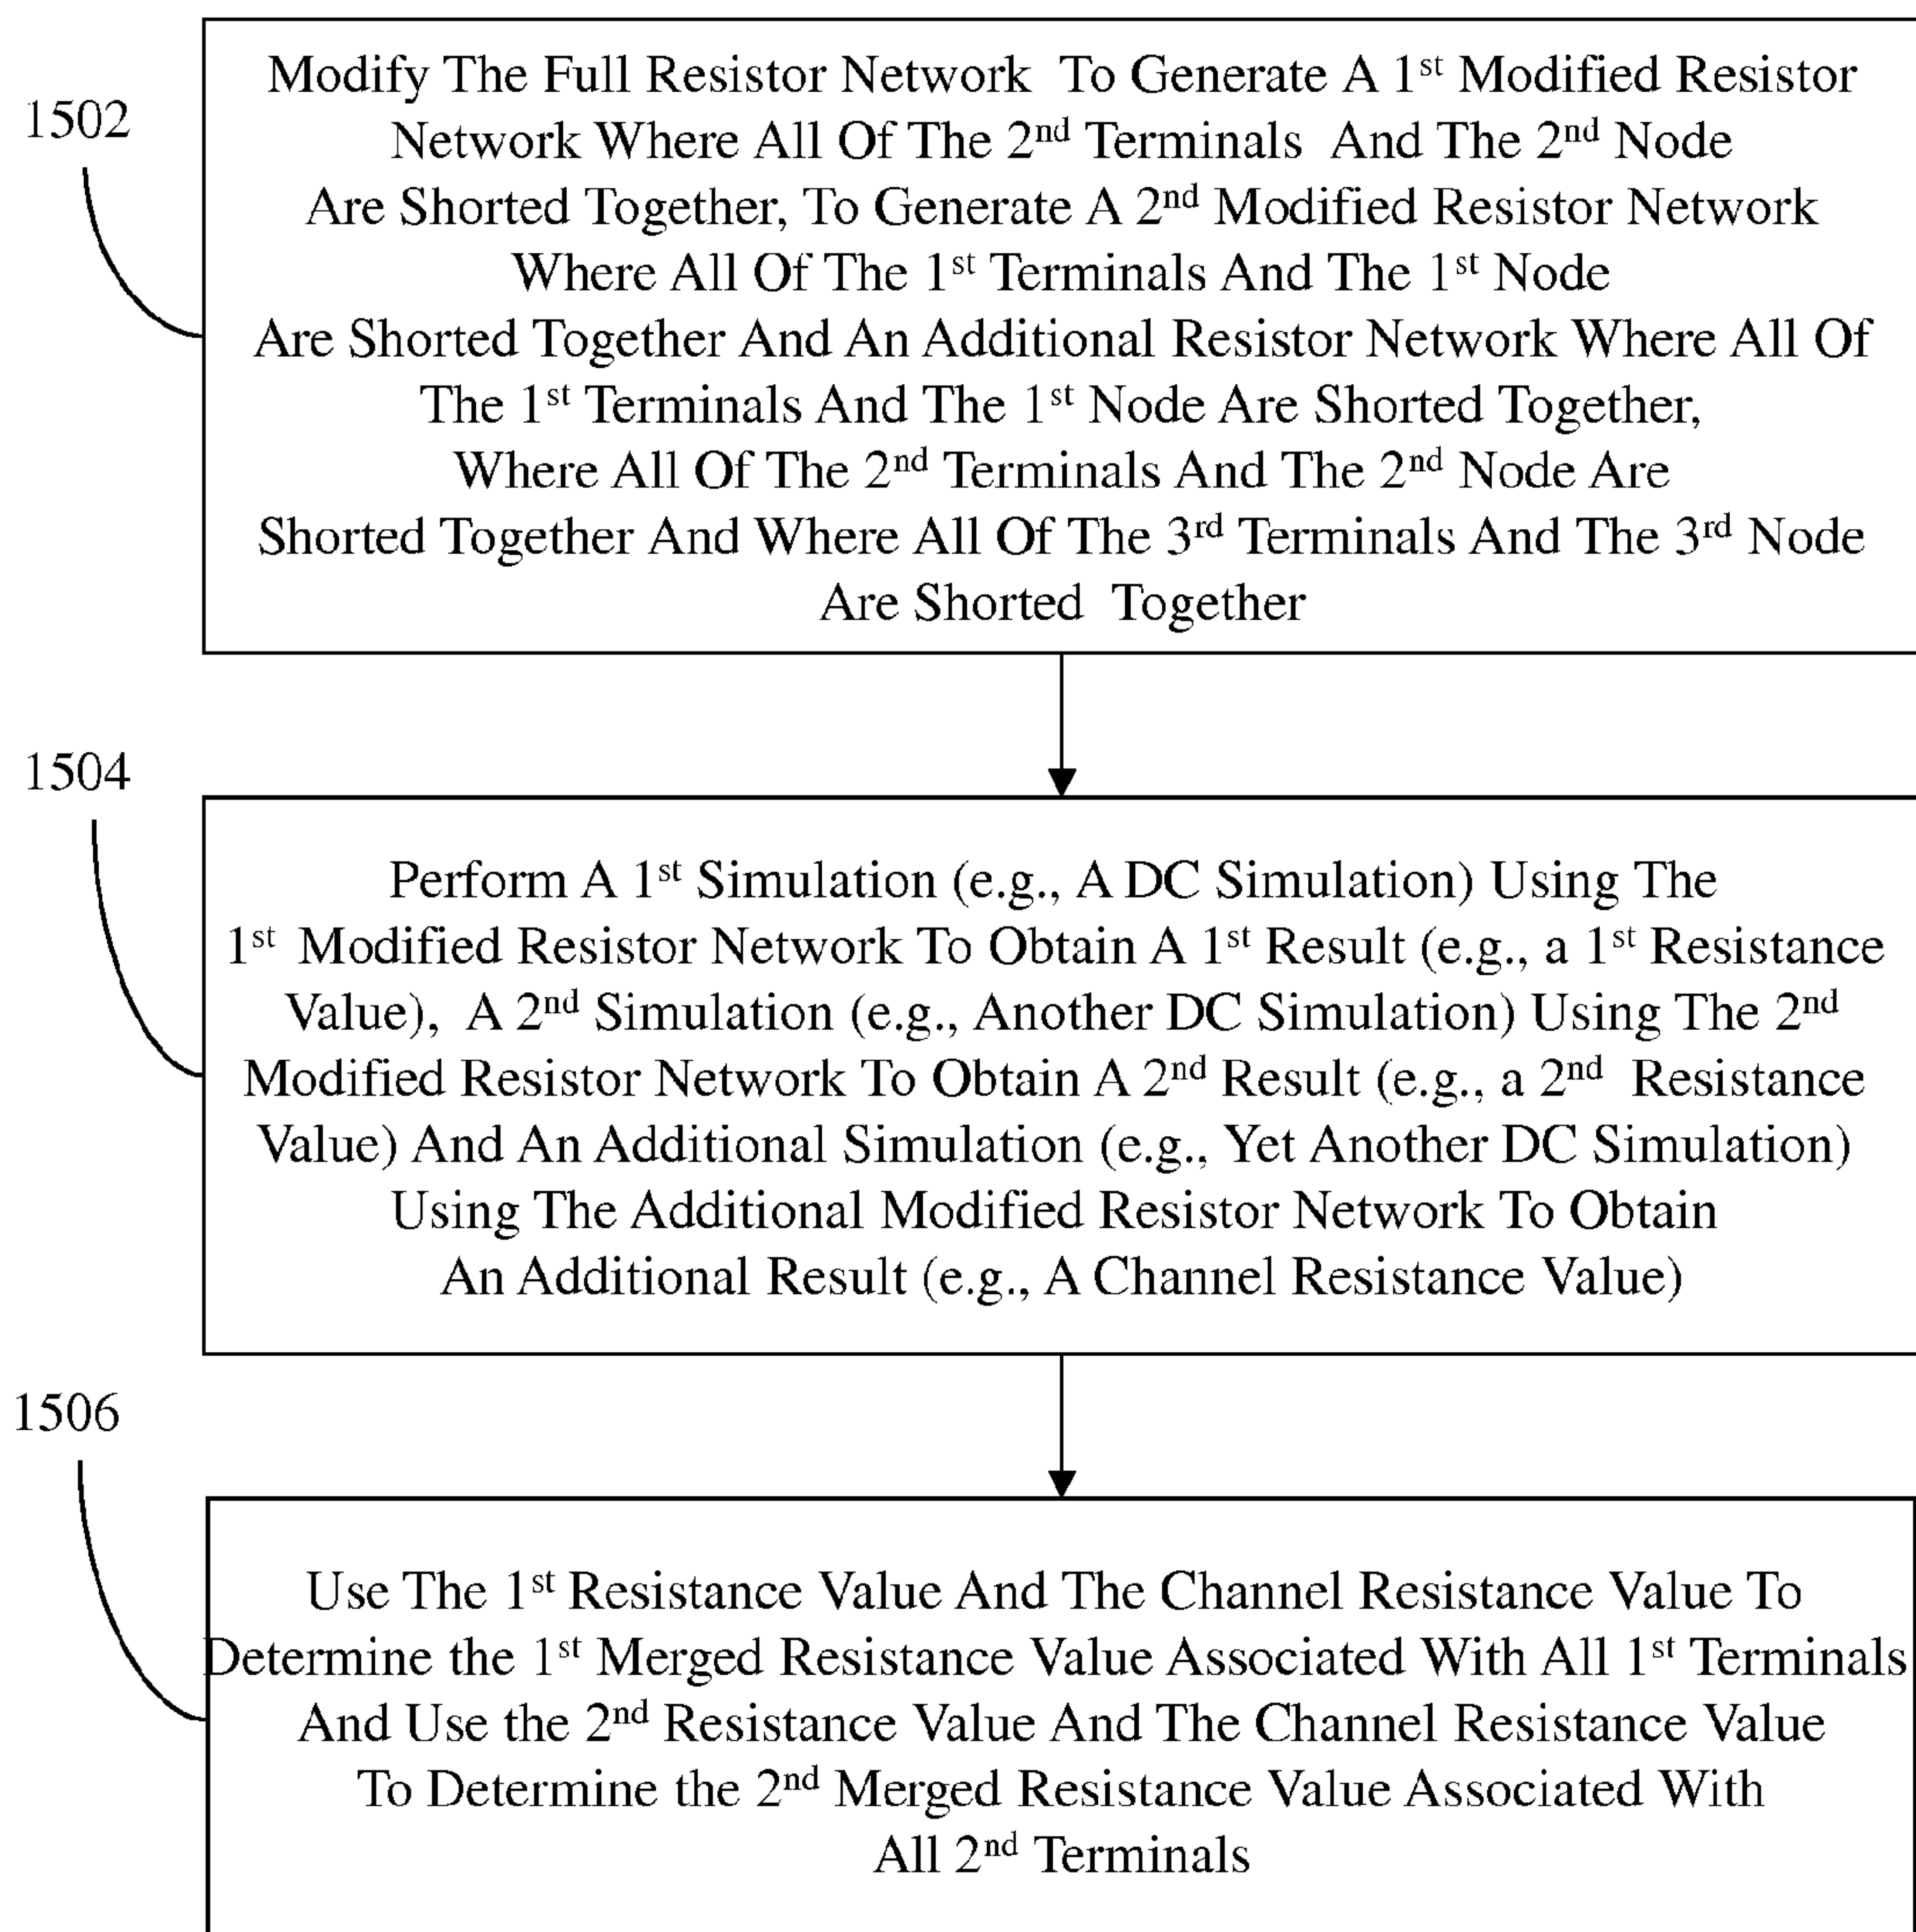 1502
Modify The Full Resistor Network To Generate A 1st Modified Resistor
Network Where All Of The 2nd Terminals And The 2nd Node
Are Shorted Together, To Generate A 2nd Modified Resistor Network
Where All Of The 1st Terminals And The 1st Node
Are Shorted Together And An Additional Resistor Network Where All Of
The 1st Terminals And The 1st Node Are Shorted Together,
Where All Of The 2nd Terminals And The 2nd Node Are
Shorted Together And Where All Of The 3rd Terminals And The 3rd Node
Are Shorted Together
1504
Perform A 1st Simulation (e.g., A DC Simulation) Using The
1st Modified Resistor Network To Obtain A 1st Result (e.g., a 1st Resistance
Value), A 2nd Simulation (e.g., Another DC Simulation) Using The 2nd
Modified Resistor Network To Obtain A 2nd Result (e.g., a 2nd Resistance
Value) And An Additional Simulation (e.g., Yet Another DC Simulation)
Using The Additional Modified Resistor Network To Obtain
An Additional Result (e.g., A Channel Resistance Value)
1506
Use The 1st Resistance Value And The Channel Resistance Value To
Determine the 1st Merged Resistance Value Associated With All 1st Terminals
And Use the 2nd Resistance Value And The Channel Resistance Value
To Determine the 2nd Merged Resistance Value Associated With
All 2nd Terminals